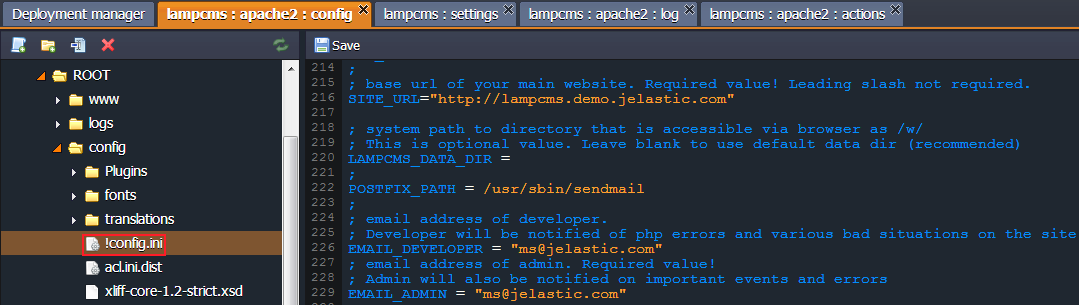 Deployment manager
lampcms : apache2 : config
lampcms : settings
lampcms : apache2 : log
lampcms : apache2 : actions
Save
ROOT
www
logs
config
Plugins
fonts
translations
!config.ini
acl.ini.dist
xliff-core-1.2-strict.xsd
214 ;
215 ; base url of your main website. Required value! Leading slash not required.
216 SITE_URL="http://lampcms.demo.jelastic.com"
217
218 ; system path to directory that is accessible via browser as /w/
219 ; This is optional value. Leave blank to use default data dir (recommended)
220 LAMPCMS_DATA_DIR =
221 ;
222 POSTFIX_PATH = /usr/sbin/sendmail
223 ;
224 ; email address of developer.
225 ; Developer will be notified of php errors and various bad situations on the site
226 EMAIL_DEVELOPER = "ms@jelastic.com"
227 ; email address of admin. Required value!
228 ; Admin will also be notified on important events and errors
229 EMAIL_ADMIN = "ms@jelastic.com"